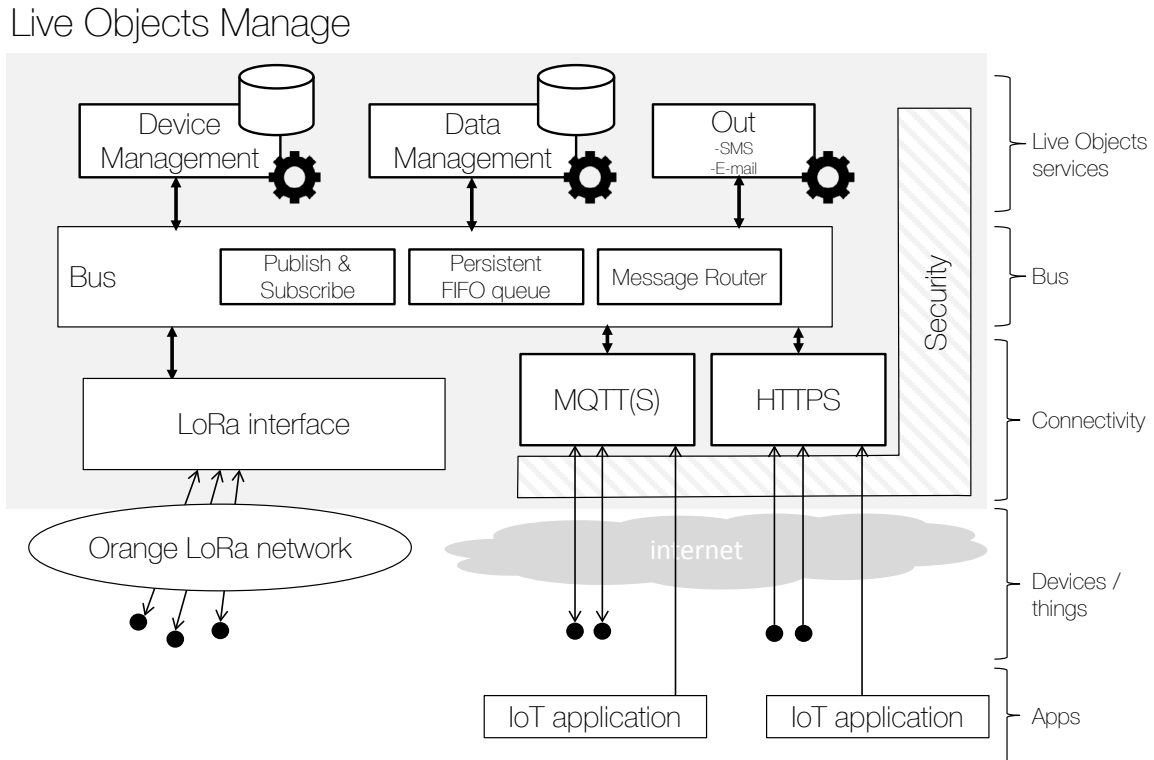 Live Objects Manage
Device
Management
Data
Management
Out
-SMS
-E-mail
Live Objects
services
Bus
Publish &
Subscribe
Persistent
FIFO queue
Message Router
Security
Bus
LoRa interface
MQTT(S)
HTTPS
Connectivity
Orange LoRa network
internet
Devices /
things
IoT application
IoT application
Apps